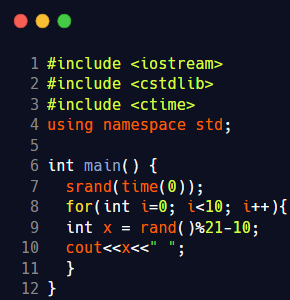 1 #include <iostream>
2 #include <cstdlib>
3 #include <ctime>
4 using namespace std;
5
6 int main() {
7   srand(time(0));
8   for(int i=0; i<10; i++){
9   int x = rand()%21-10;
10   cout<<x<<" ";
11   }
12 }